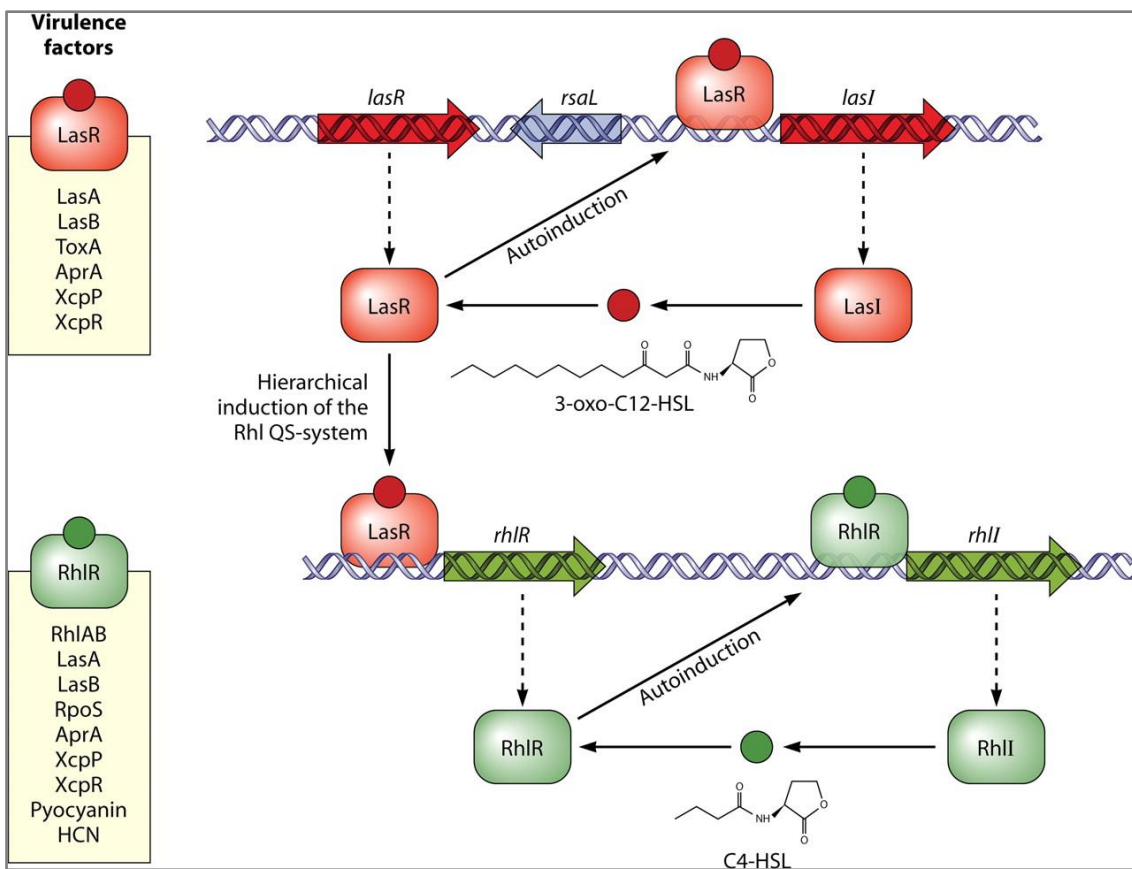 Virulence
factors
LasR
LasA
LasB
ToxA
AprA
XcpP
XcpR
lasR
rsaL
LasR
lasI
Autoinduction
LasR
LasI
O
O
NH
O
O
3-oxo-C12-HSL
Hierarchical
induction of the
Rhl QS-system
RhlR
RhlAB
LasA
LasB
RpoS
AprA
XcpP
XcpR
Pyocyanin
HCN
LasR
rhlR
RhlR
rhlI
Autoinduction
RhlR
RhlI
O
NH
O
O
C4-HSL